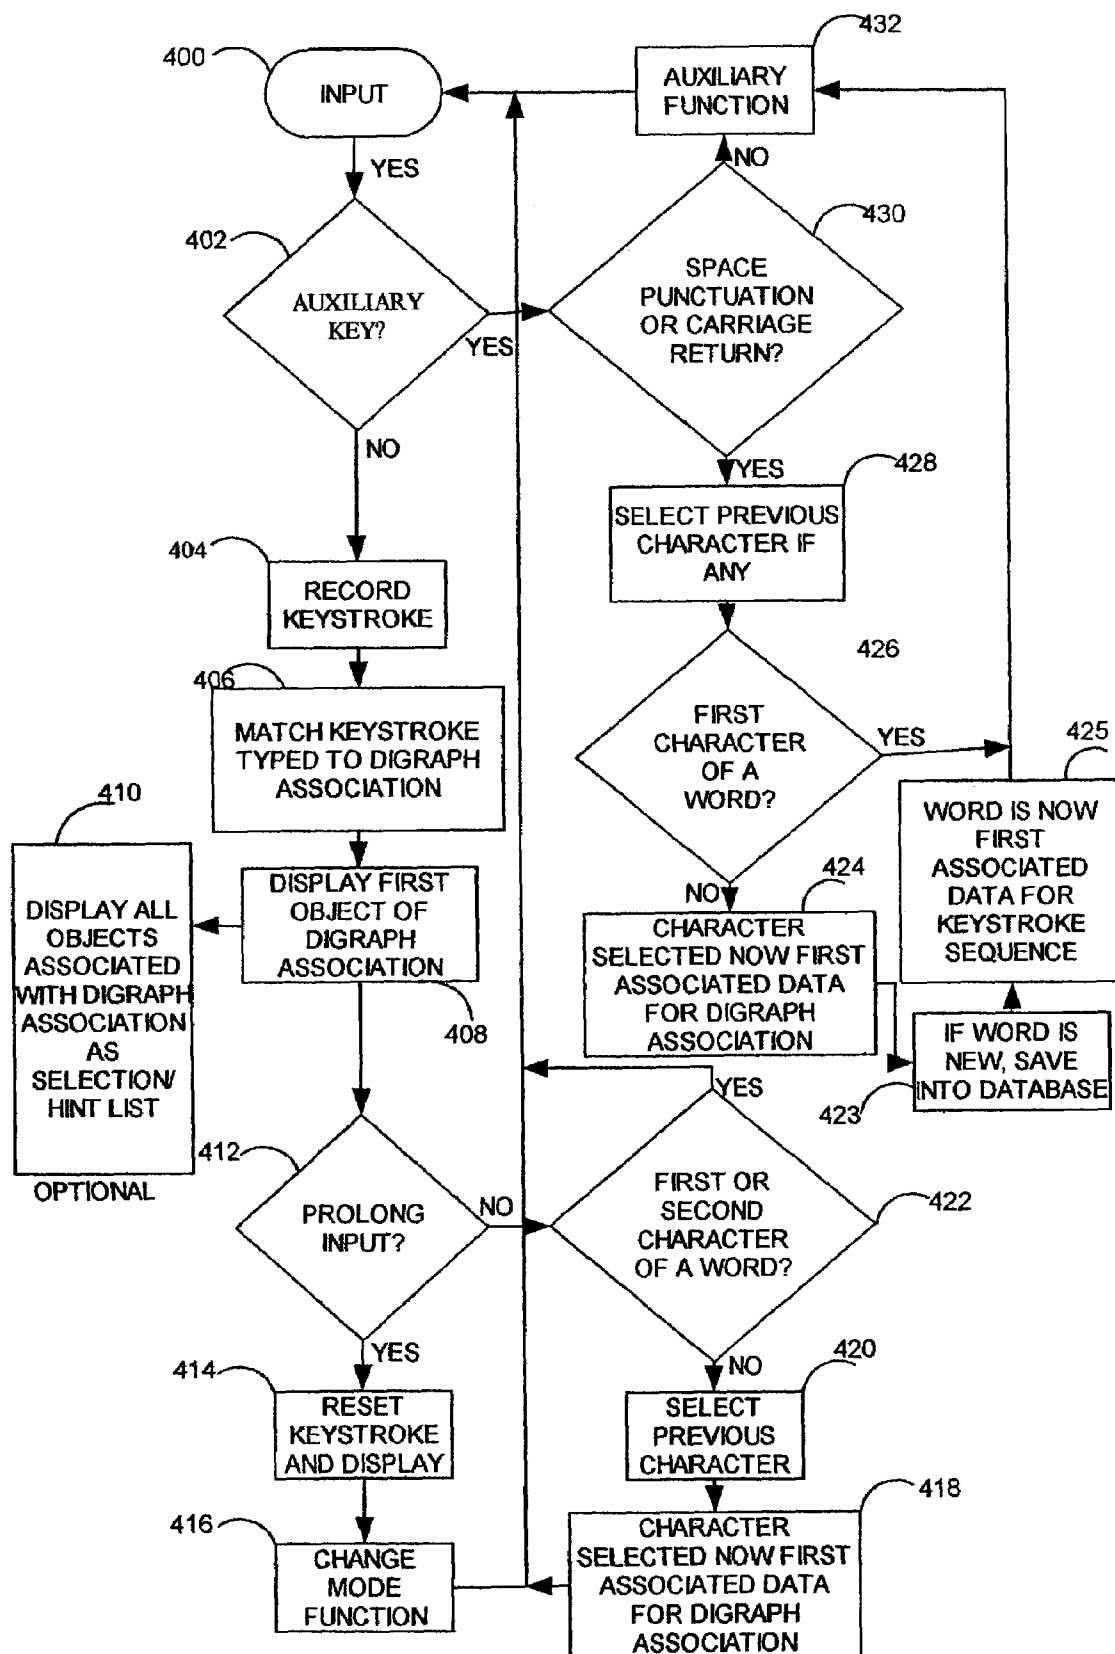 400
INPUT
YES
432
AUXILIARY
FUNCTION
NO
402
AUXILIARY
KEY?
YES
430
SPACE
PUNCTUATION
OR CARRIAGE
RETURN?
NO
YES
428
SELECT PREVIOUS
CHARACTER IF
ANY
404
RECORD
KEYSTROKE
426
FIRST
CHARACTER
OF A
WORD?
YES
NO
406
MATCH KEYSTROKE
TYPED TO DIGRAPH
ASSOCIATION
425
WORD IS NOW
FIRST
ASSOCIATED
DATA FOR
KEYSTROKE
SEQUENCE
410
DISPLAY ALL
OBJECTS
ASSOCIATED
WITH DIGRAPH
ASSOCIATION
AS
SELECTION/
HINT LIST
OPTIONAL
DISPLAY FIRST
OBJECT OF
DIGRAPH
ASSOCIATION
408
424
CHARACTER
SELECTED NOW FIRST
ASSOCIATED DATA
FOR DIGRAPH
ASSOCIATION
IF WORD IS
NEW, SAVE
INTO DATABASE
423
412
PROLONG
INPUT?
NO
YES
YES
FIRST OR
SECOND
CHARACTER
OF A WORD?
422
NO
414
RESET
KEYSTROKE
AND DISPLAY
420
SELECT
PREVIOUS
CHARACTER
416
CHANGE
MODE
FUNCTION
418
CHARACTER
SELECTED NOW FIRST
ASSOCIATED DATA
FOR DIGRAPH
ASSOCIATION